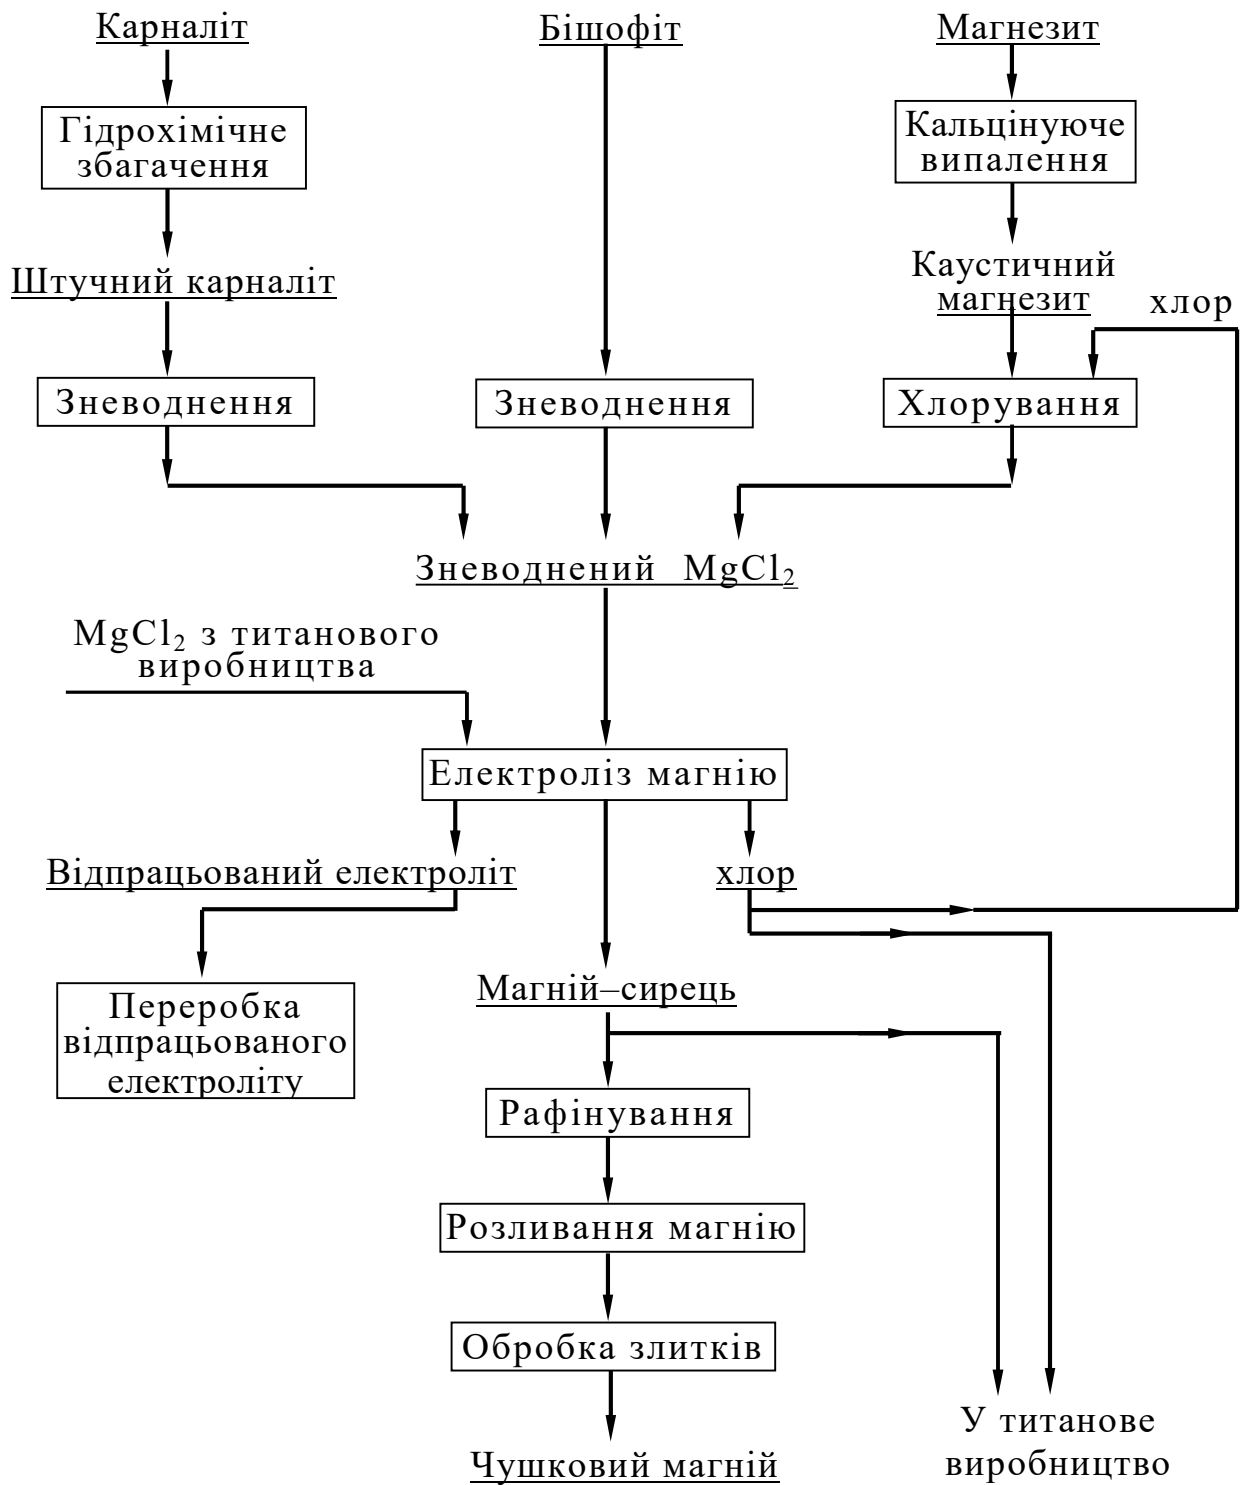 Карналіт
Бішофіт
Магнезит
Гідрохімічне
збагачення
Кальцінуюче
випалення
Штучний карналіт
Каустичний
магнезит
хлор
Зневоднення
Зневоднення
Хлорування
Зневоднений MgCl₂
MgCl₂ з титанового
виробництва
Електроліз магнію
Відпрацьований електроліт
хлор
Магній–сирець
Переробка
відпрацьованого
електроліту
Рафінування
Розливання магнію
Обробка злитків
Чушковий магній
У титанове
виробництво